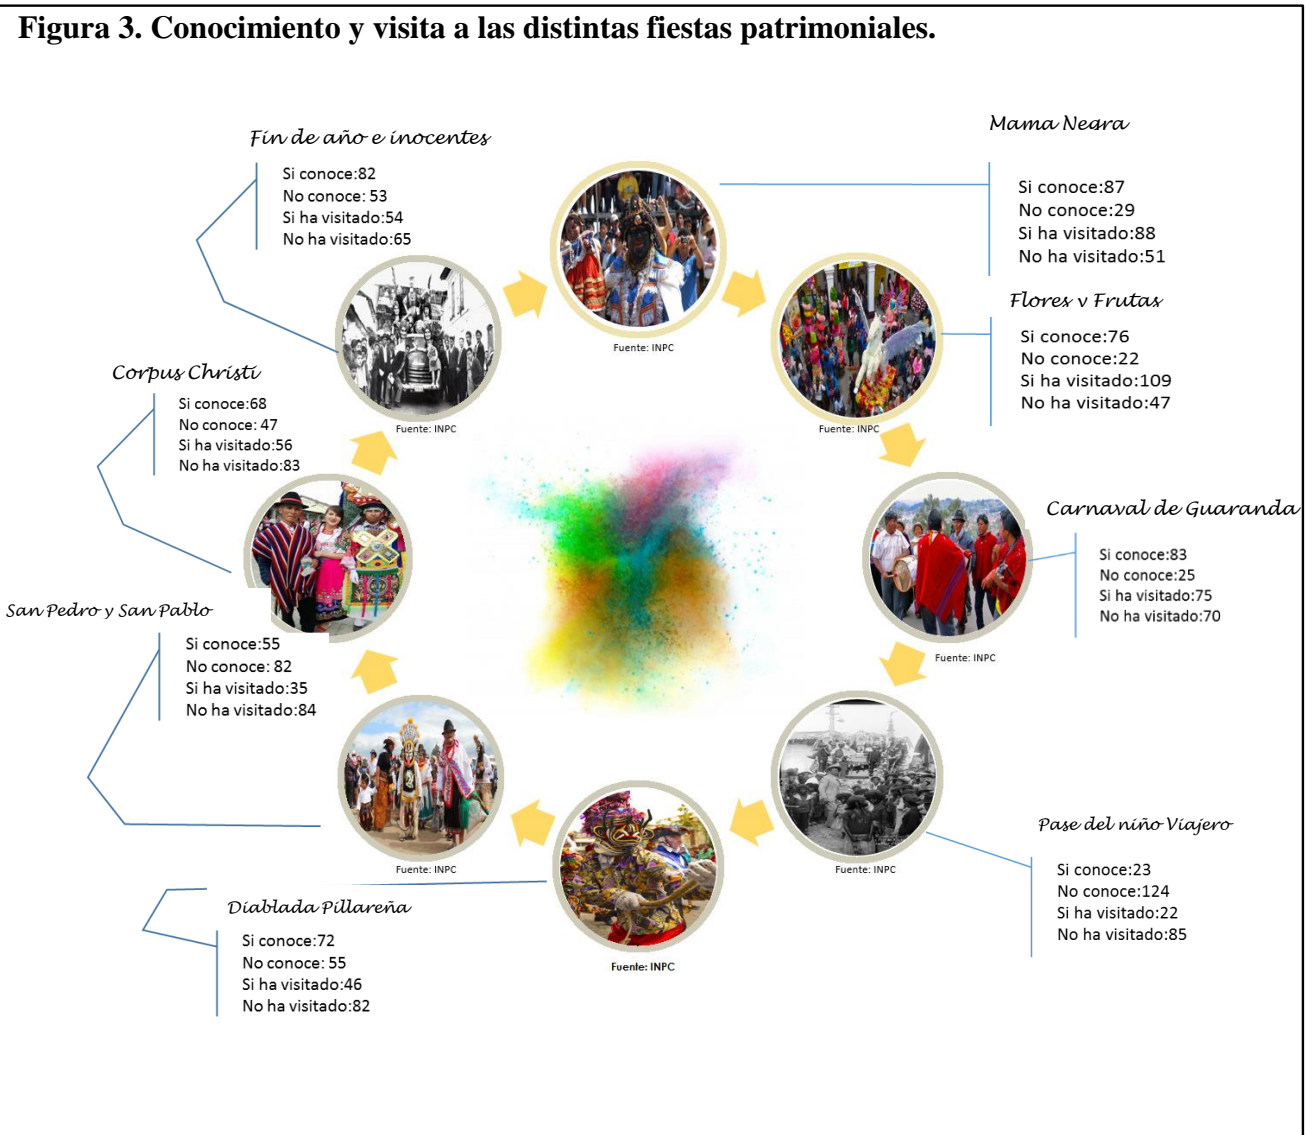 Figura 3. Conocimiento y visita a las distintas fiestas patrimoniales.
Mama Negra
Si conoce:87
No conoce:29
Si ha visitado:88
No ha visitado:51
Fuente: INPC
Flores y Frutas
Si conoce:76
No conoce:22
Si ha visitado:109
No ha visitado:47
Fuente: INPC
Carnaval de Guaranda
Si conoce:83
No conoce:25
Si ha visitado:75
No ha visitado:70
Fuente: INPC
Pase del niño Viajero
Si conoce:23
No conoce:124
Si ha visitado:22
No ha visitado:85
Fuente: INPC
Diablada Pillareña
Si conoce:72
No conoce: 55
Si ha visitado:46
No ha visitado:82
Fuente: INPC
San Pedro y San Pablo
Si conoce:55
No conoce: 82
Si ha visitado:35
No ha visitado:84
Fuente: INPC
Corpus Christi
Si conoce:68
No conoce: 47
Si ha visitado:56
No ha visitado:83
Fin de año e inocentes
Si conoce:82
No conoce: 53
Si ha visitado:54
No ha visitado:65
Fuente: INPC